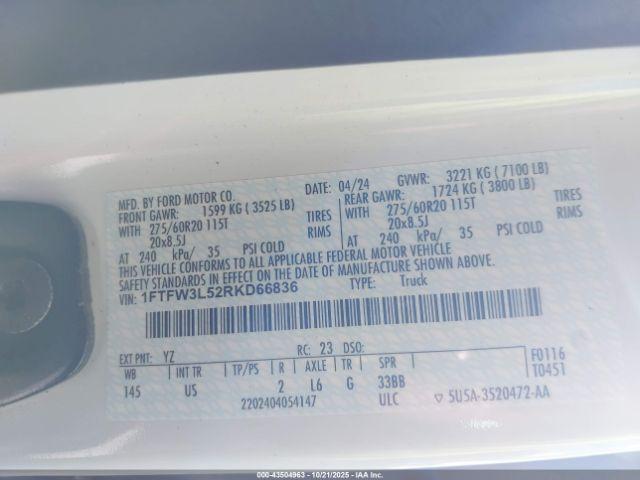 MFD. BY FORD MOTOR CO.
DATE: 04/24 GVWR: 3221 KG ( 7100 LB)
FRONT GAWR: 1599 KG ( 3525 LB)
REAR GAWR: 1724 KG ( 3800 LB)
WITH 275/60R20 115T TIRES
WITH 275/60R20 115T TIRES
20x8.5J RIMS
20x8.5J RIMS
AT 240 kPa/ 35 PSI COLD
AT 240 kPa/ 35 PSI COLD
THIS VEHICLE CONFORMS TO ALL APPLICABLE FEDERAL MOTOR VEHICLE
SAFETY STANDARDS IN EFFECT ON THE DATE OF MANUFACTURE SHOWN ABOVE.
VIN: 1FTFW3L52RKD66836 TYPE: Truck
EXT PNT: YZ RC: 23 DSO: F0116
WB INT TR TP/PS R AXLE TR SPR T0451
145 US 2 L6 G 33BB
2202404054147 ULC ▽ 5U5A-3520472-AA
000-43504963 | 10/21/2025 - IAA Inc.